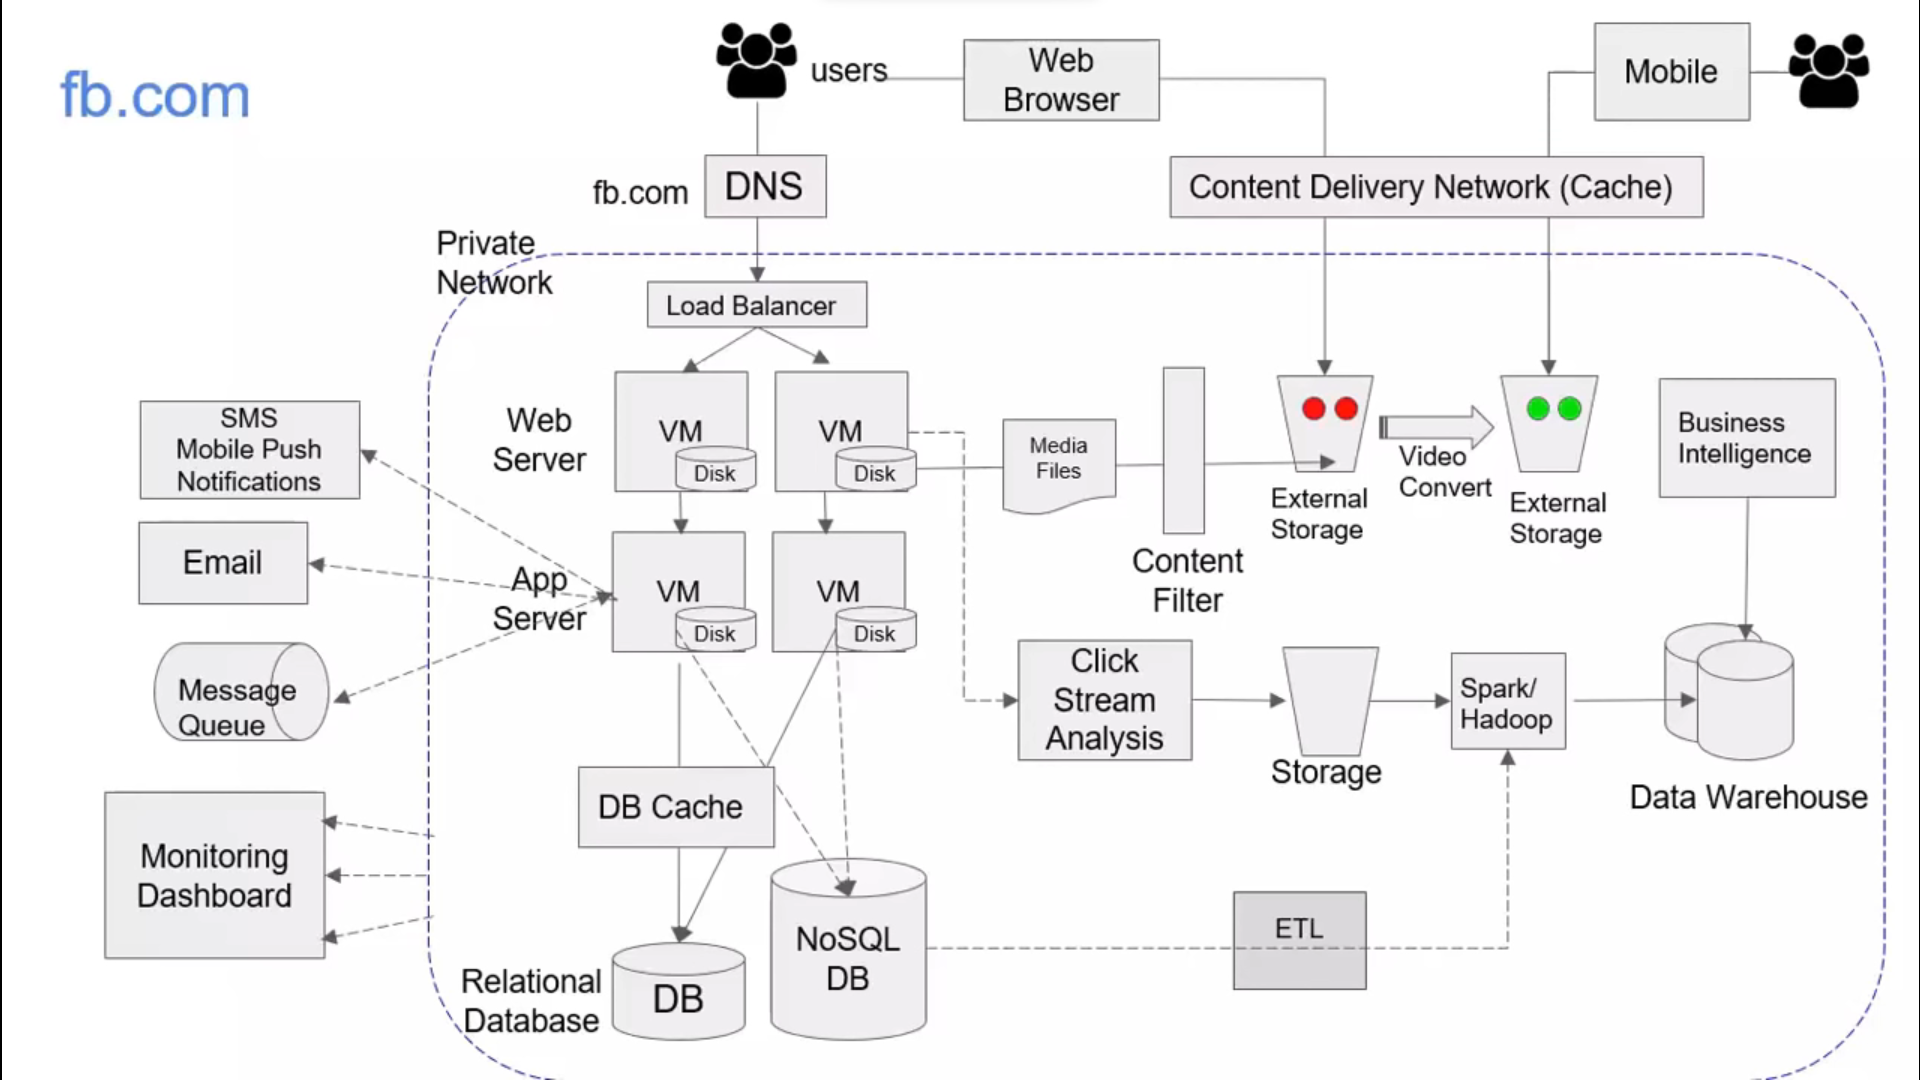 fb.com
users
Web
Browser
Mobile
fb.com
DNS
Content Delivery Network (Cache)
Private
Network
Load Balancer
Web
Server
VM
Disk
VM
Disk
Media
Files
Content
Filter
External
Storage
Video
Convert
External
Storage
Business
Intelligence
SMS
Mobile Push
Notifications
Email
App
Server
VM
Disk
VM
Disk
Message
Queue
Click
Stream
Analysis
Storage
Spark/
Hadoop
Data Warehouse
DB Cache
Monitoring
Dashboard
NoSQL
DB
ETL
Relational
Database
DB